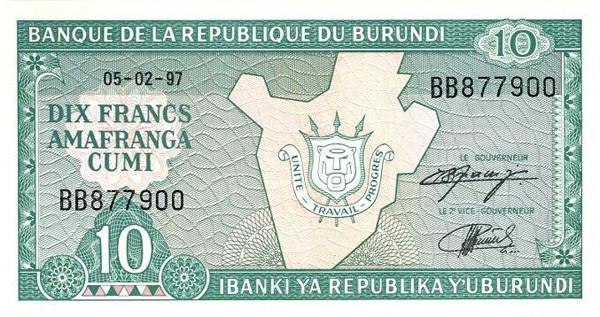 BANQUE DE LA REPUBLIQUE DU BURUNDI
10
05-02-97
BB877900
DIX FRANCS
AMAFRANGA
CUMI
BB877900
UNITE - TRAVAIL - PROGRES
LE GOUVERNEUR
LE 2e VICE-GOUVERNEUR
10
IBANKI YA REPUBLIKA Y'UBURUNDI